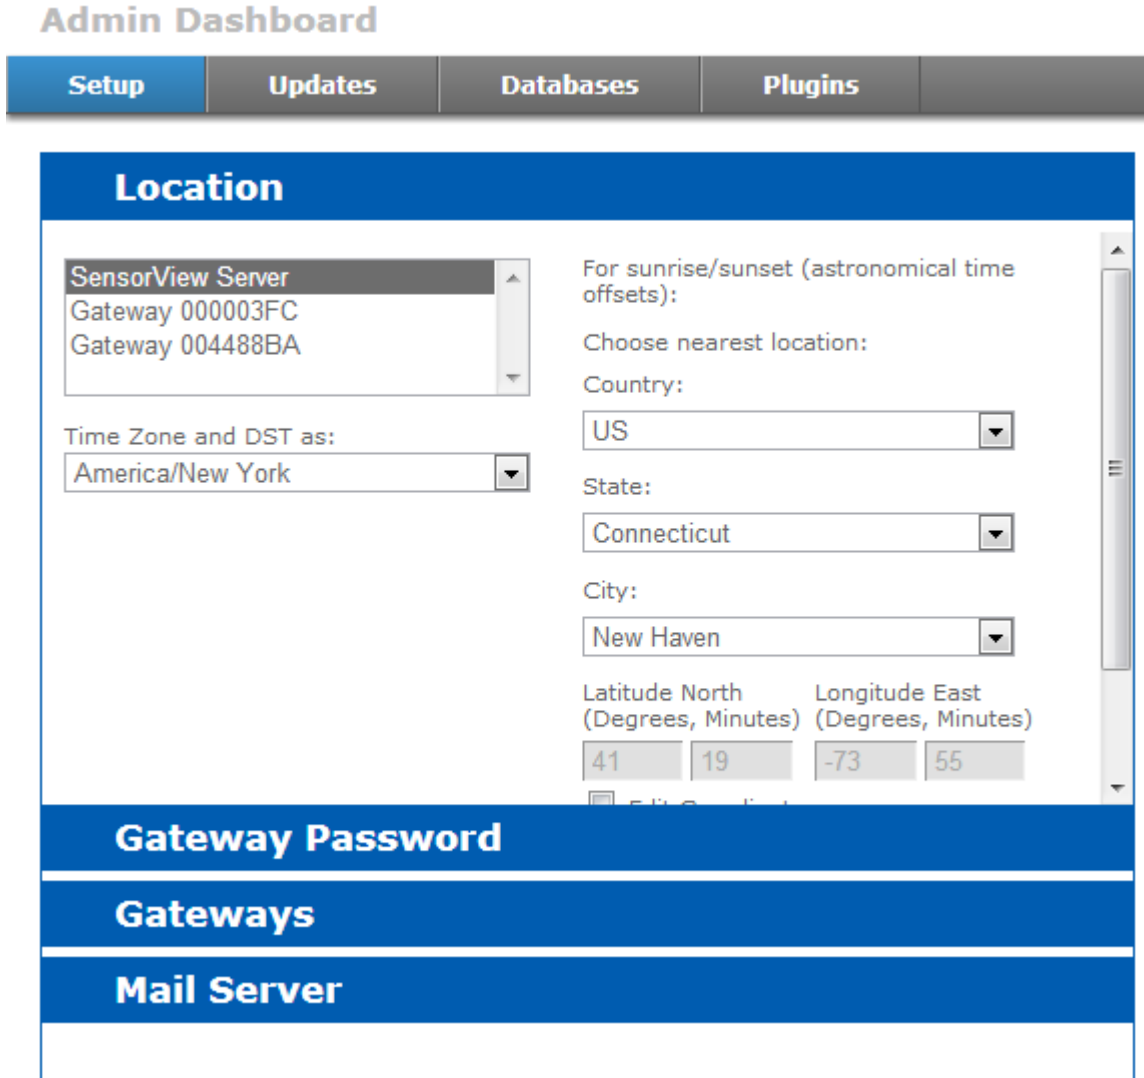 Admin Dashboard
Setup Updates Databases Plugins
Location
SensorView Server
Gateway 000003FC
Gateway 004488BA
Time Zone and DST as:
America/New York
For sunrise/sunset (astronomical time
offsets):
Choose nearest location:
Country:
US
State:
Connecticut
City:
New Haven
Latitude North
(Degrees, Minutes)
Longitude East
(Degrees, Minutes)
41 19 -73 55
Gateway Password
Gateways
Mail Server